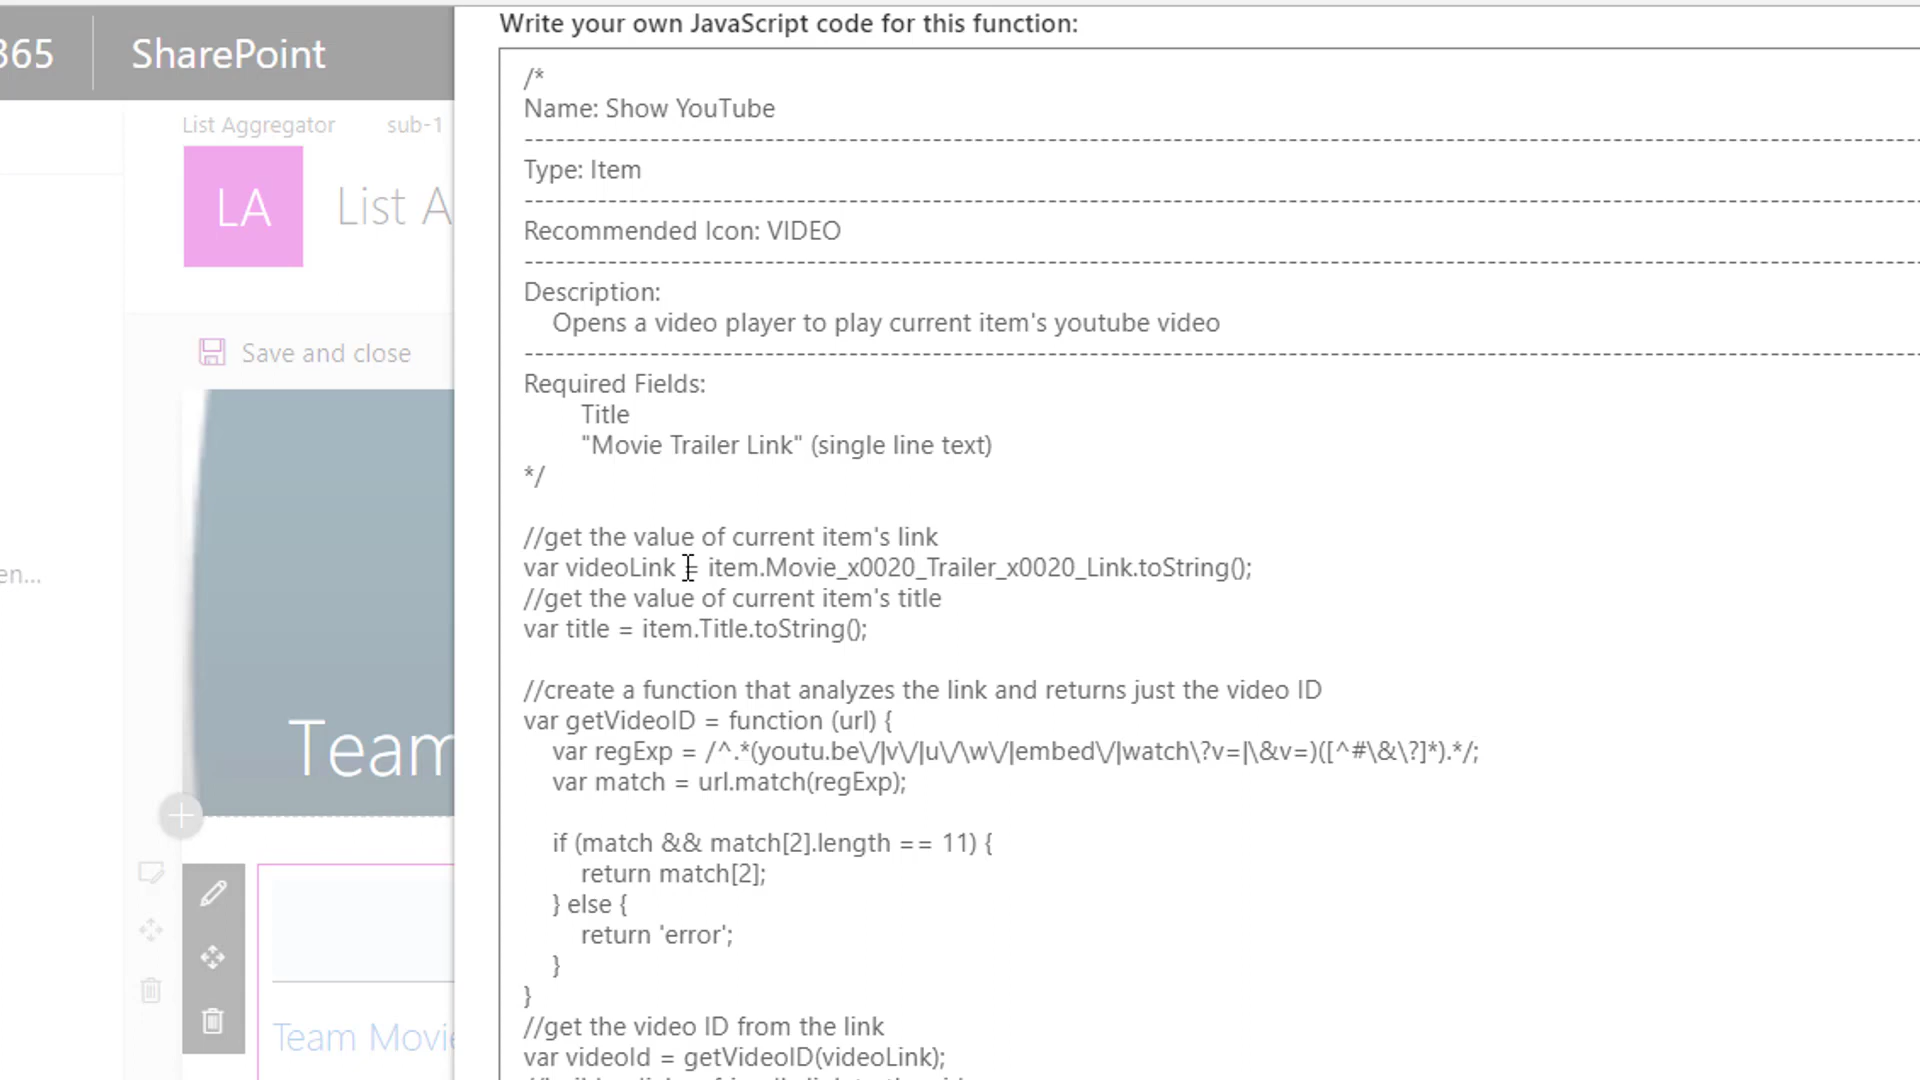 Write your own JavaScript code for this function:
365 SharePoint
List Aggregator sub-1
LA List A
Save and close
Team
en...
Team Movie
/*
Name: Show YouTube
Type: Item
Recommended Icon: VIDEO
Description:
Opens a video player to play current item's youtube video
Required Fields:
Title
"Movie Trailer Link" (single line text)
*/
//get the value of current item's link
var videoLink = item.Movie_x0020_Trailer_x0020_Link.toString();
//get the value of current item's title
var title = item.Title.toString();
//create a function that analyzes the link and returns just the video ID
var getVideoID = function (url) {
var regExp = /^.*(youtu.be\/|v\/|u\/\w\/|embed\/|watch\?v=|\&v=)([^#\&\?]*).*/;
var match = url.match(regExp);
if (match && match[2].length == 11) {
return match[2];
} else {
return 'error';
}
}
//get the video ID from the link
var videoId = getVideoID(videoLink);